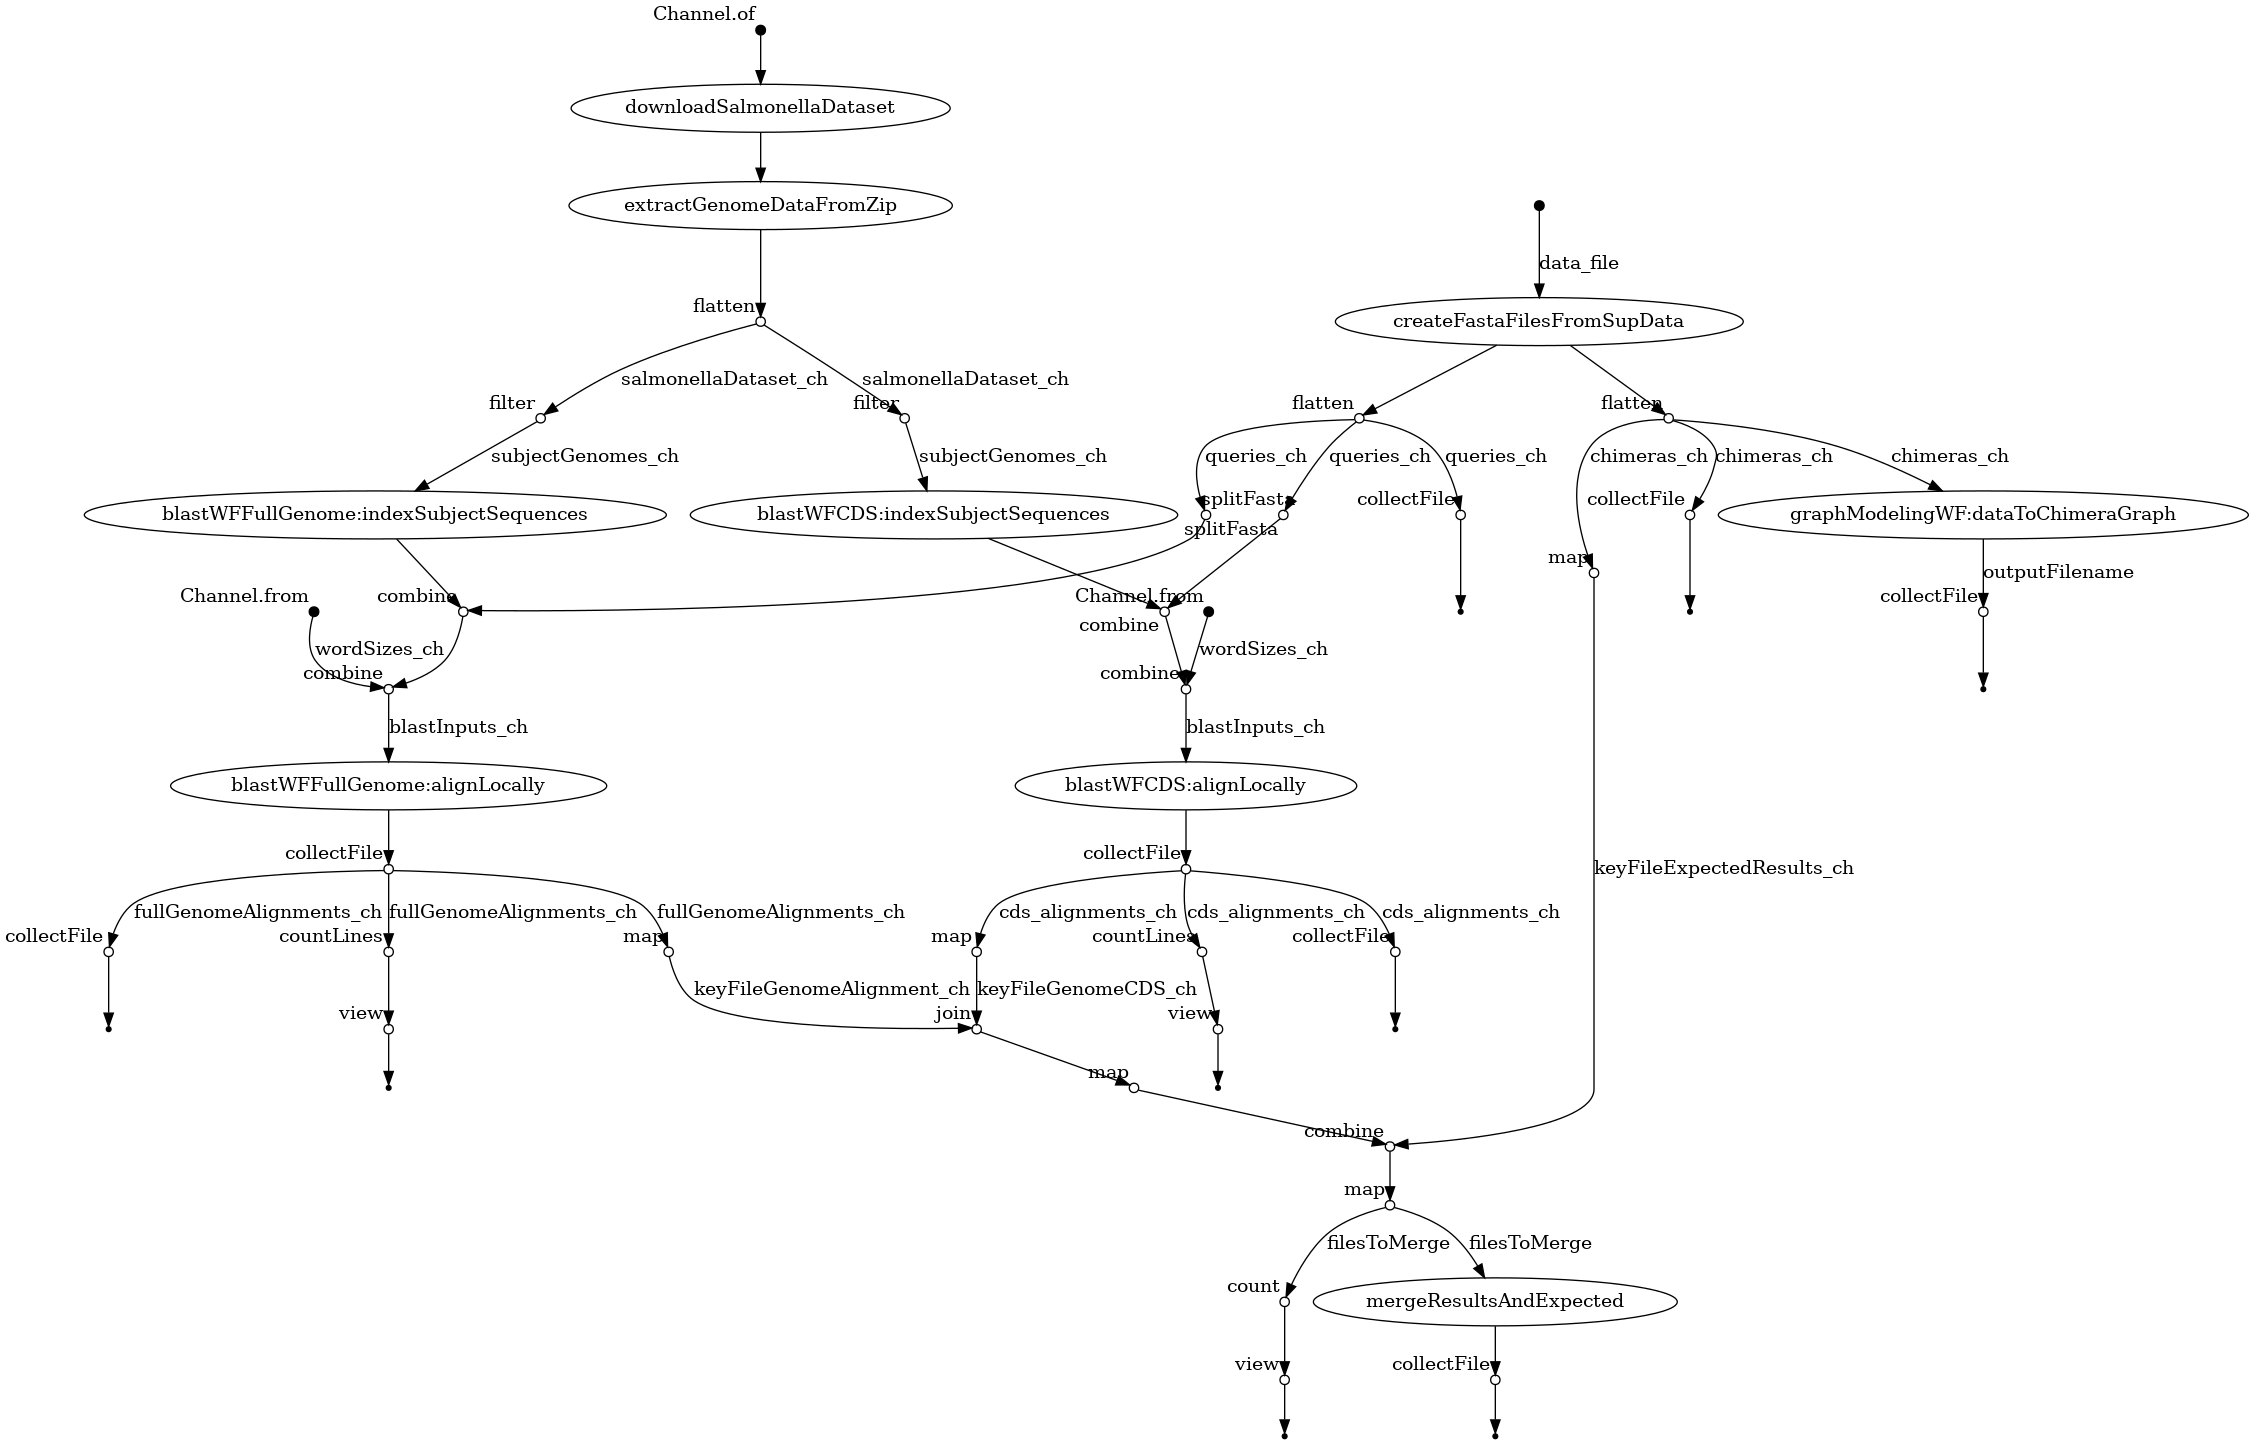 Channel.of
downloadSalmonellaDataset
extractGenomeDataFromZip
data_file
flatten
createFastaFilesFromSupData
salmonellaDataset_ch
salmonellaDataset_ch
filter
filter
flatten
flatten
subjectGenomes_ch
subjectGenomes_ch
queries_ch
queries_ch
queries_ch
chimeras_ch
chimeras_ch
chimeras_ch
splitFasta
collectFile
collectFile
blastWFFullGenome:indexSubjectSequences
blastWFCDS:indexSubjectSequences
graphModelingWF:dataToChimeraGraph
splitFasta
map
outputFilename
Channel.from
combine
Channel.from
collectFile
combine
wordSizes_ch
wordSizes_ch
combine
combine
blastInputs_ch
blastInputs_ch
blastWFFullGenome:alignLocally
blastWFCDS:alignLocally
collectFile
collectFile
keyFileExpectedResults_ch
fullGenomeAlignments_ch
fullGenomeAlignments_ch
fullGenomeAlignments_ch
cds_alignments_ch
cds_alignments_ch
cds_alignments_ch
collectFile
countLines
map
map
countLines
collectFile
keyFileGenomeAlignment_ch
keyFileGenomeCDS_ch
view
join
view
map
combine
map
filesToMerge
filesToMerge
count
mergeResultsAndExpected
view
collectFile